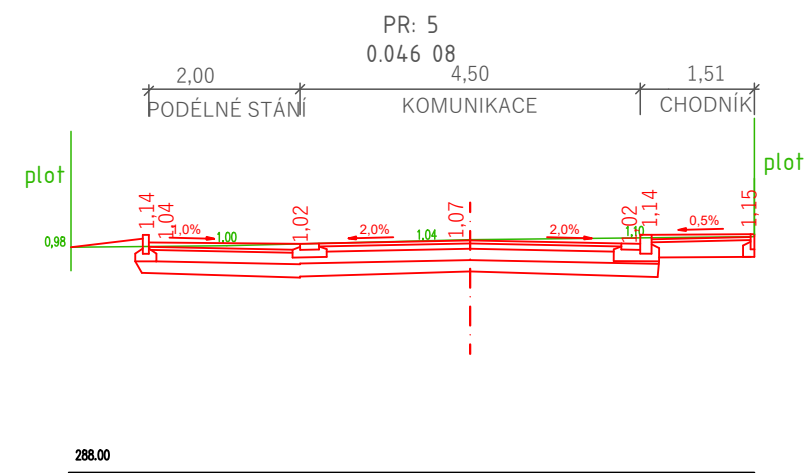 PR: 5
0.046 08
2,00 4,50 1,51
PODÉLNÉ STÁNÍ KOMUNIKACE CHODNÍK
plot plot
1,14 1,04 1,02 1,07 1,02 1,14 1,15
1,0% 2,0% 2,0% 0,5%
0,98 1,00 1,04 1,10
288.00